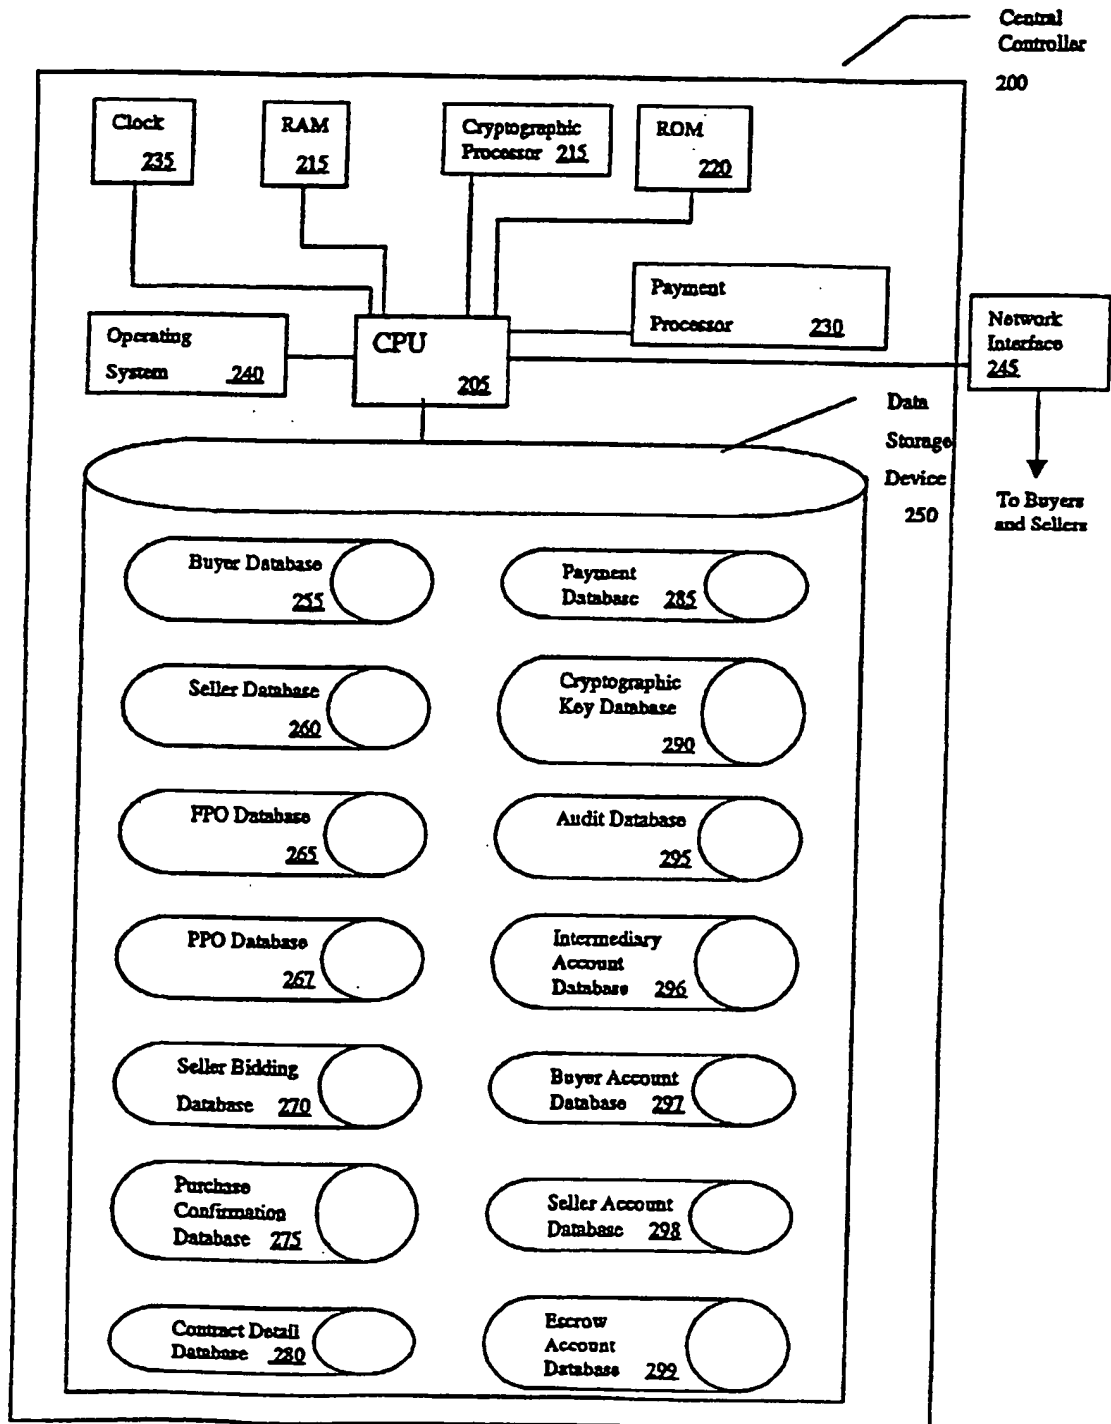 Central
Controller
200
Clock
235
RAM
215
Cryptographic
Processor 215
ROM
220
Payment
Processor 230
Operating
System 240
CPU
205
Network
Interface
245
Data
Storage
Device
250
To Buyers
and Sellers
Buyer Database
255
Payment
Database 285
Seller Database
260
Cryptographic
Key Database
290
FPO Database
265
Audit Database
295
PPO Database
267
Intermediary
Account
Database 296
Seller Bidding
Database 270
Buyer Account
Database 297
Purchase
Confirmation
Database 275
Seller Account
Database 298
Contract Detail
Database 280
Escrow
Account
Database 299